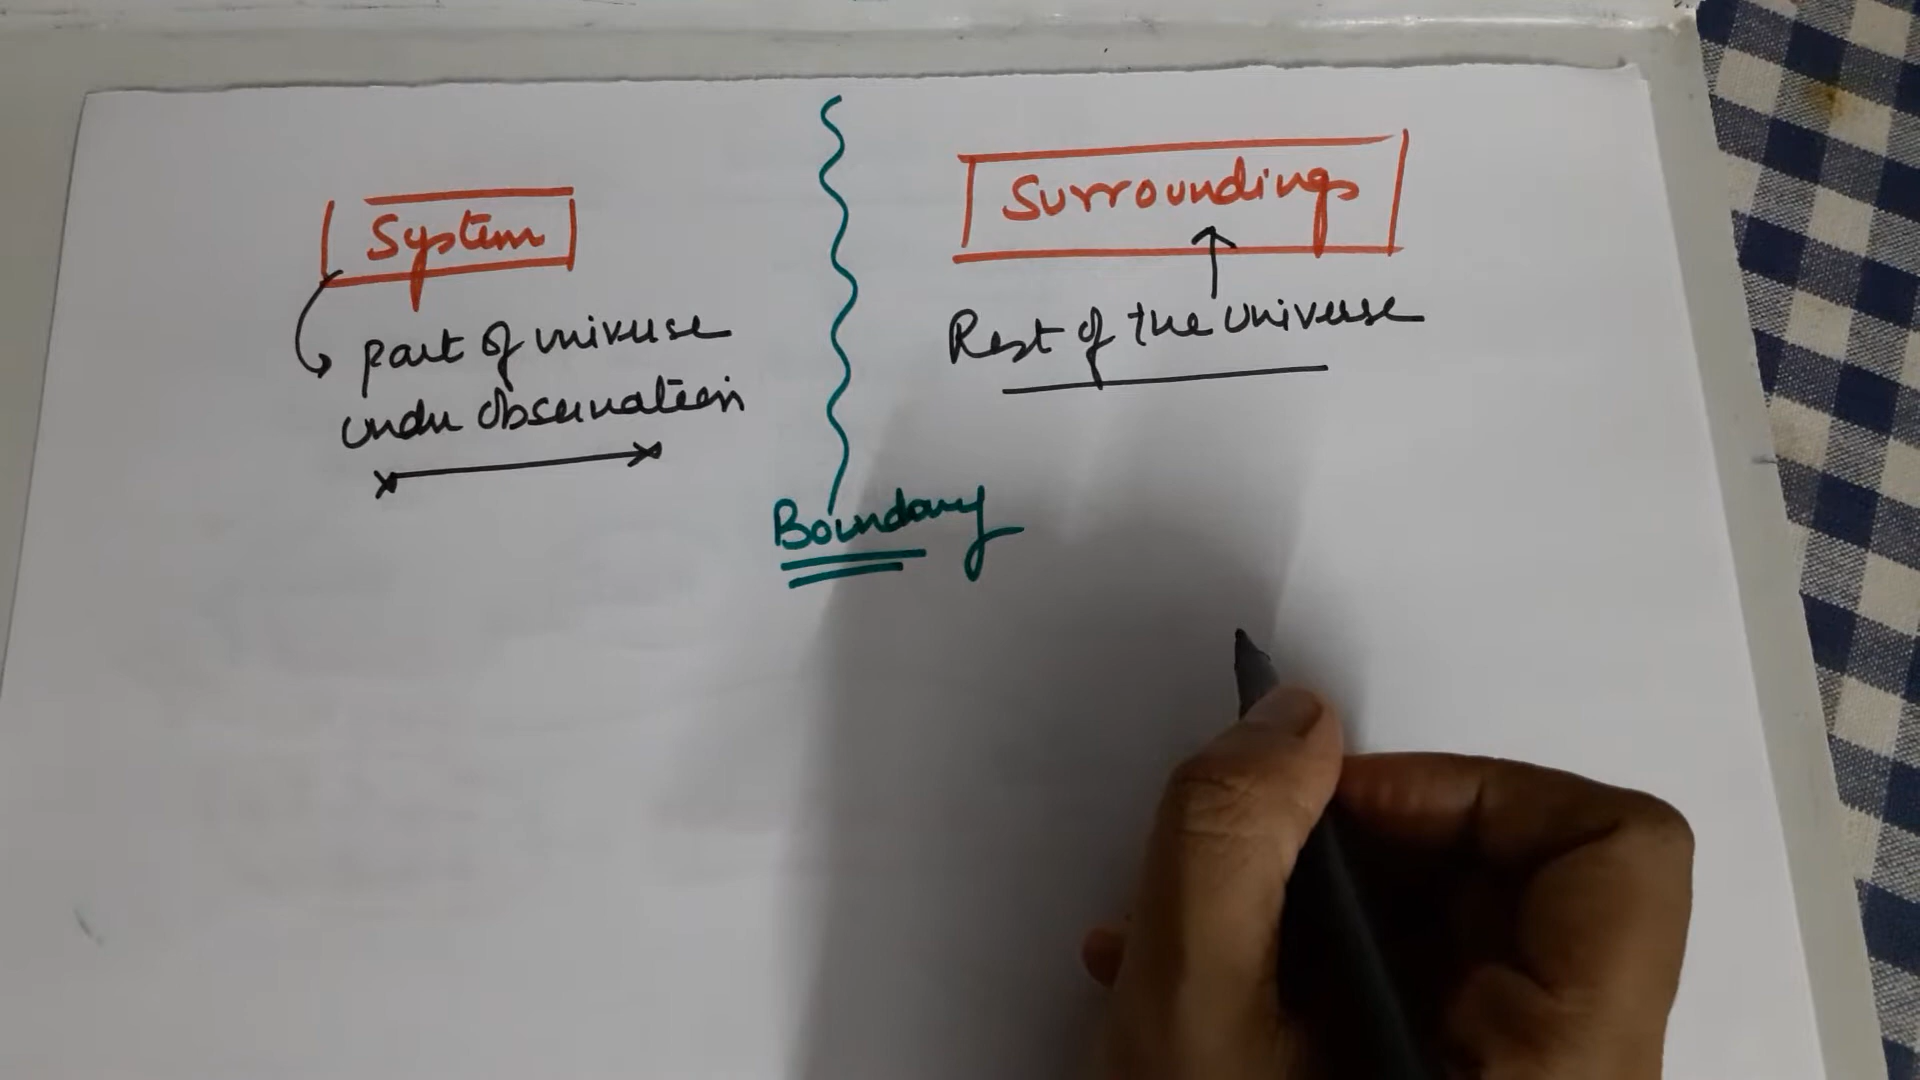 System
part of universe
under observation
Surroundings
Rest of the universe
Boundary